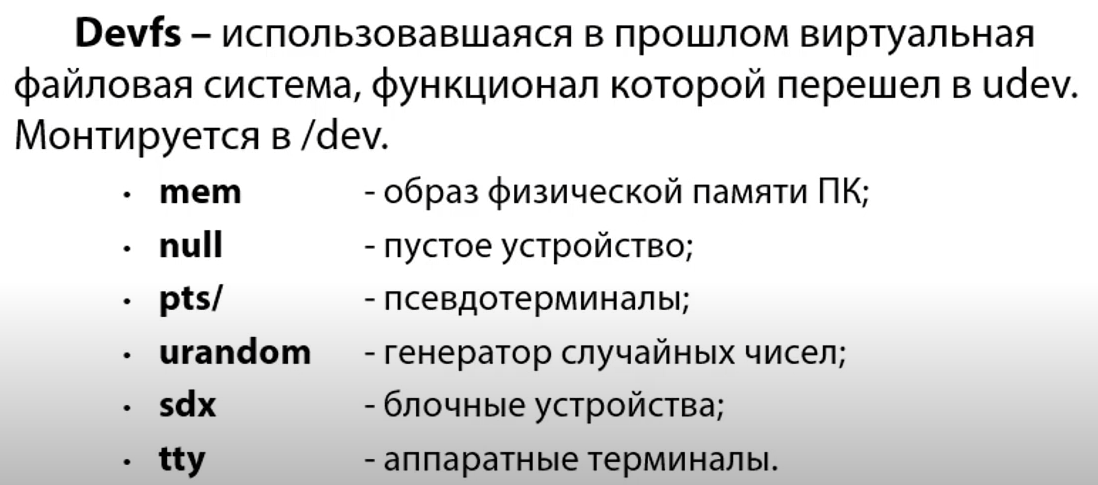 Devfs – использовавшаяся в прошлом виртуальная
файловая система, функционал которой перешел в udev.
Монтируется в /dev.
• mem - образ физической памяти ПК;
• null - пустое устройство;
• pts/ - псевдотерминалы;
• urandom - генератор случайных чисел;
• sdx - блочные устройства;
• tty - аппаратные терминалы.